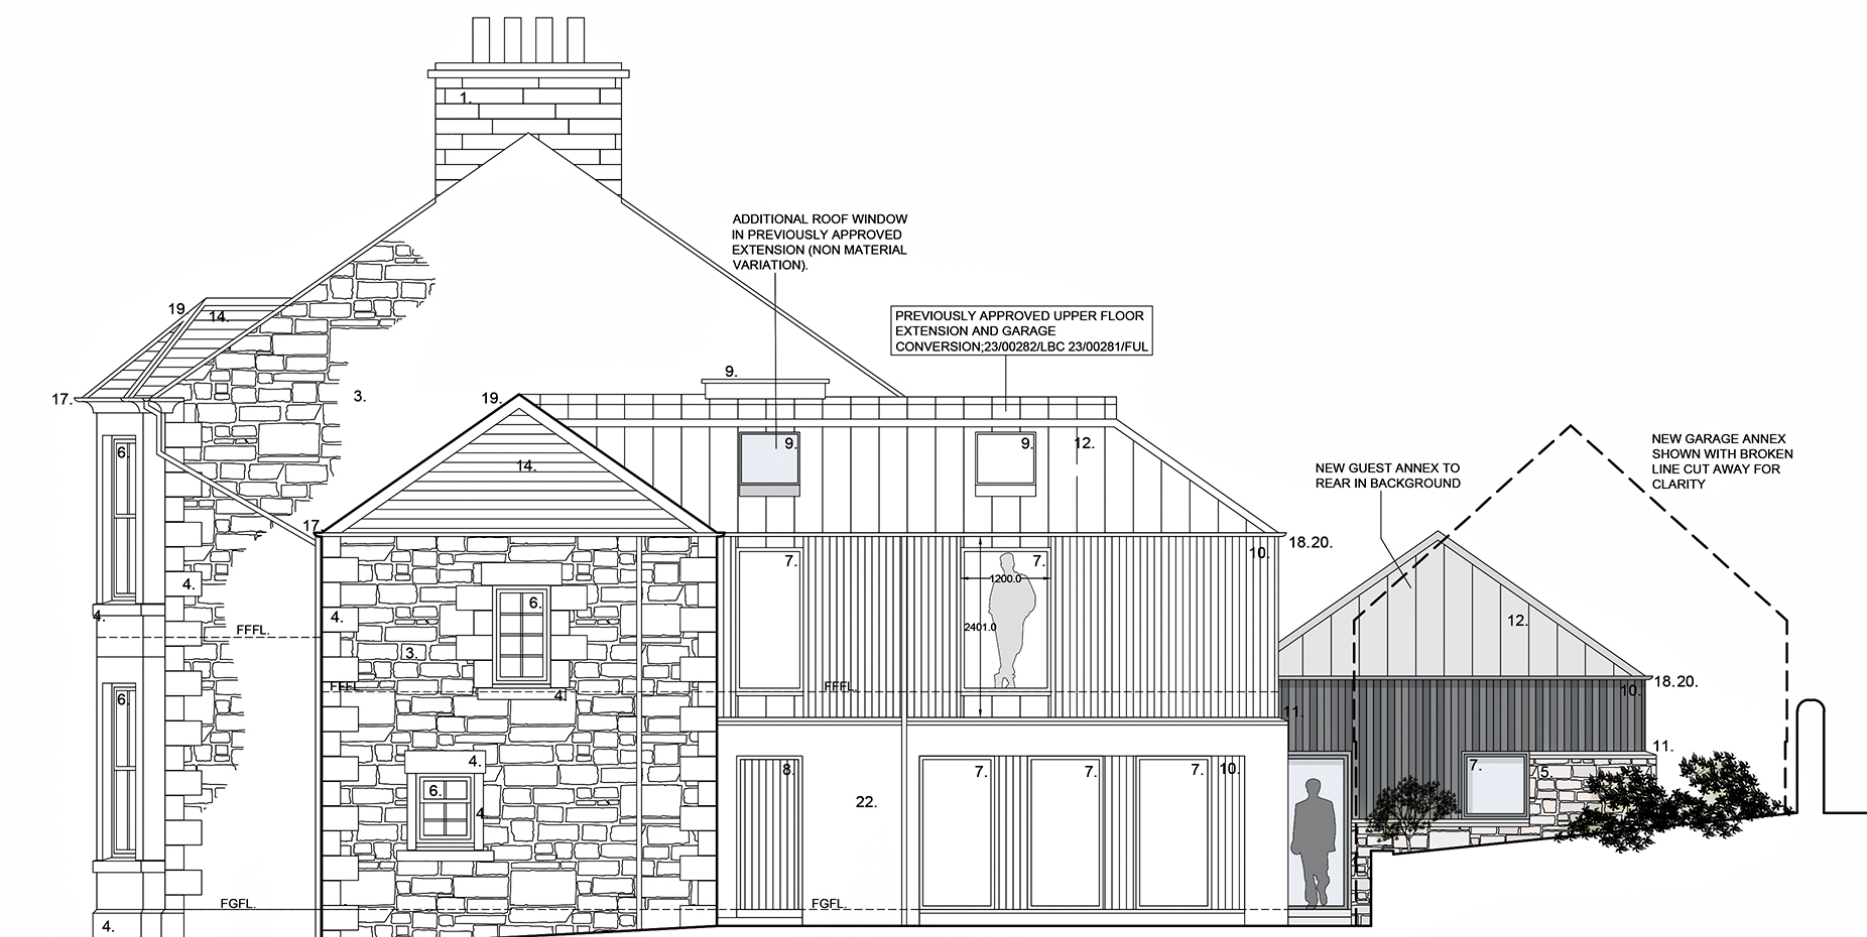 1.
ADDITIONAL ROOF WINDOW
IN PREVIOUSLY APPROVED
EXTENSION (NON MATERIAL
VARIATION).
19.
14.
PREVIOUSLY APPROVED UPPER FLOOR
EXTENSION AND GARAGE
CONVERSION;23/00282/LBC 23/00281/FUL
17.
3.
9.
19.
6.
14.
9.
9.
12.
NEW GARAGE ANNEX
SHOWN WITH BROKEN
LINE CUT AWAY FOR
CLARITY
NEW GUEST ANNEX TO
REAR IN BACKGROUND
17.
18.20.
10.
7.
7.
1200.0
2401.0
4.
4.
4.
6.
12.
FFFL.
3.
FFFL.
4.
FFFL.
6.
18.20.
10.
11.
11.
4.
6.
4.
8.
7.
7.
7.
10.
7.
5.
22.
FGFL.
FGFL.
4.